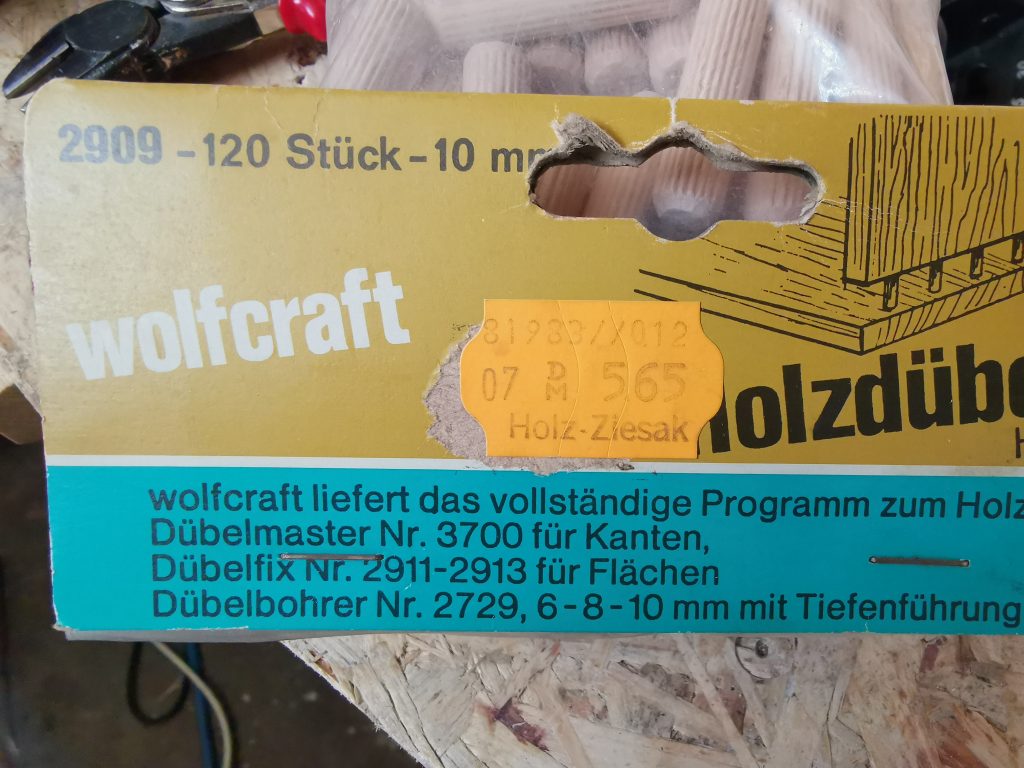 2909 - 120 Stück - 10 mm
wolfcraft
81933//012
07 DM 565
Holz-Ziesak
Holzdübe
wolfcraft liefert das vollständige Programm zum Holz
Dübelmaster Nr. 3700 für Kanten,
Dübelfix Nr. 2911-2913 für Flächen
Dübelbohrer Nr. 2729, 6-8-10 mm mit Tiefenführung